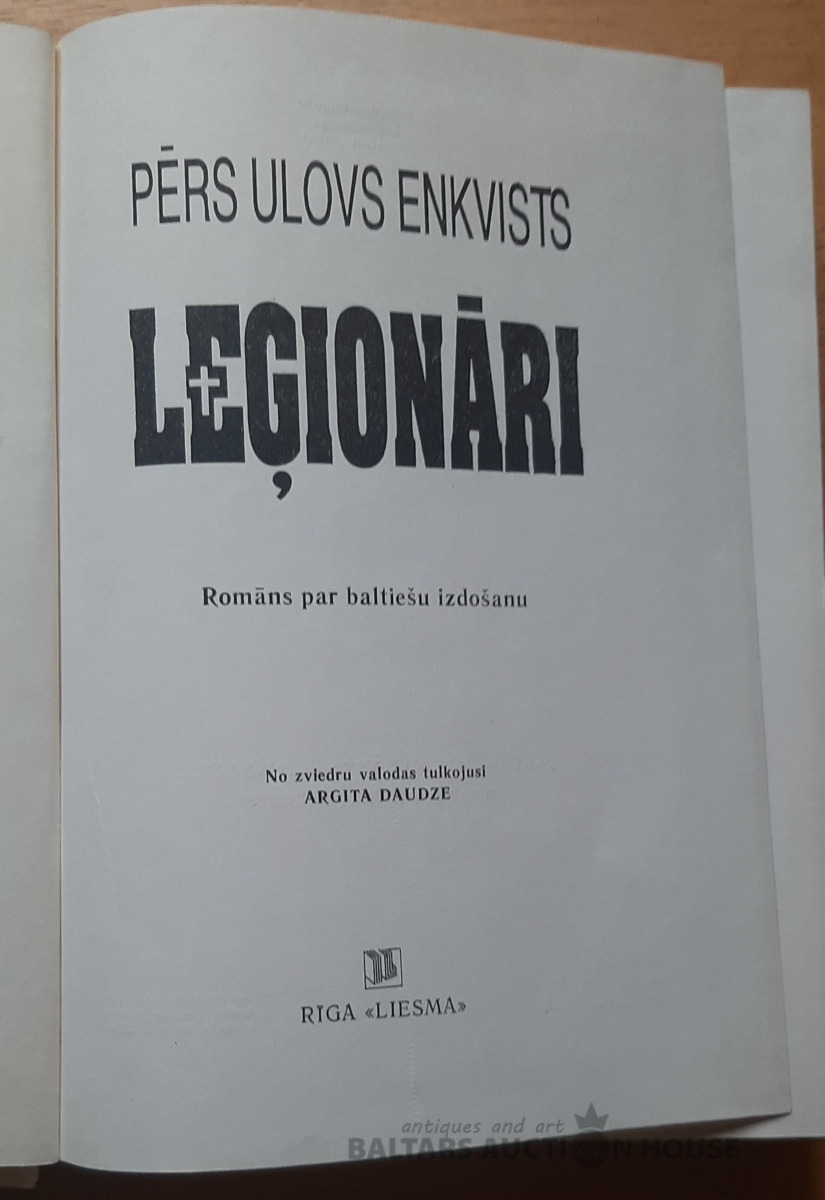 PĒRS ULOVS ENKVISTS
LEĢIONĀRI
Romāns par baltiešu izdošanu
No zviedru valodas tulkojusi
ARGITA DAUDZE
RĪGA «LIESMA»
antiques and art
BALTARS AUCTION HOUSE